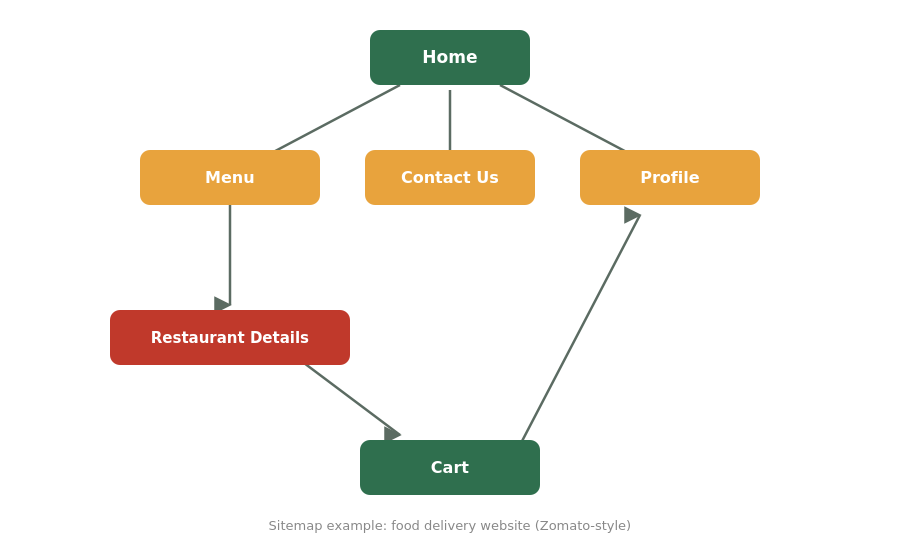 Home
Menu
Contact Us
Profile
Restaurant Details
Cart
Sitemap example: food delivery website (Zomato-style)